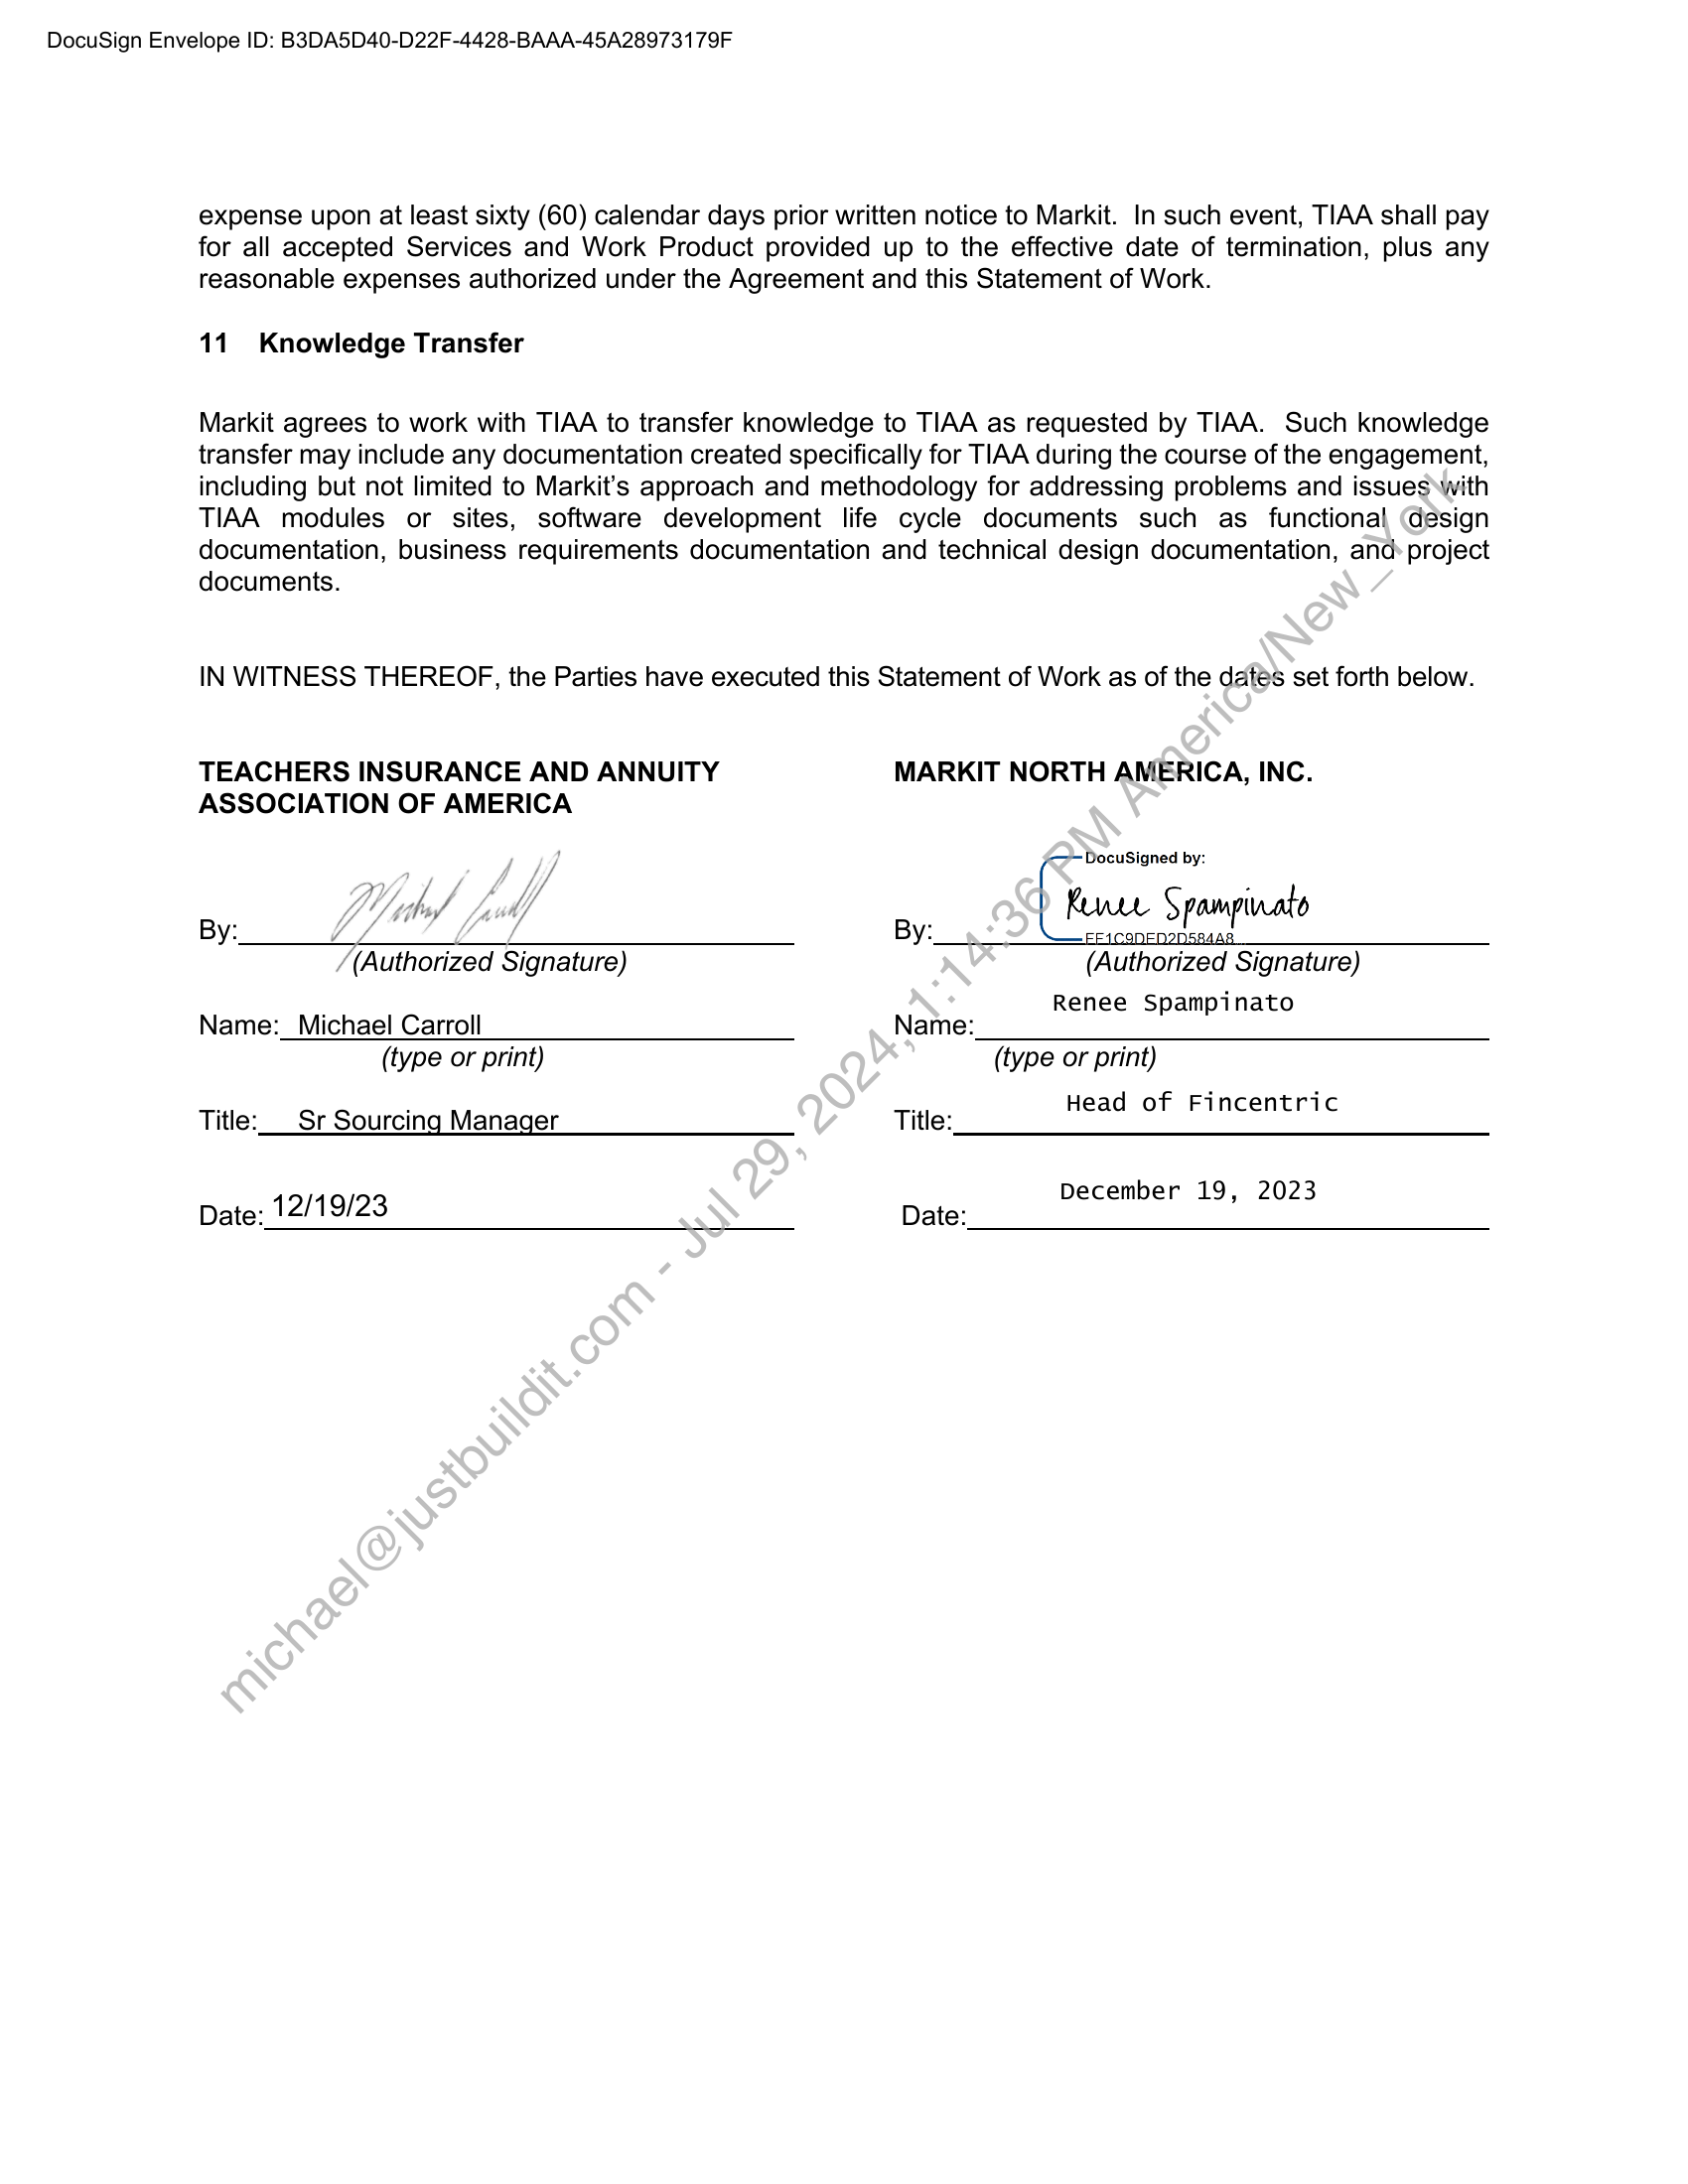 DocuSign Envelope ID: B3DA5D40-D22F-4428-BAAA-45A28973179F
expense upon at least sixty (60) calendar days prior written notice to Markit.  In such event, TIAA shall pay
for all accepted Services and Work Product provided up to the effective date of termination, plus any
reasonable expenses authorized under the Agreement and this Statement of Work.
11 Knowledge Transfer
Markit agrees to work with TIAA to transfer knowledge to TIAA as requested by TIAA.  Such knowledge
transfer may include any documentation created specifically for TIAA during the course of the engagement,
including but not limited to Markit’s approach and methodology for addressing problems and issues with
TIAA modules or sites, software development life cycle documents such as functional design
documentation, business requirements documentation and technical design documentation, and project
documents.
IN WITNESS THEREOF, the Parties have executed this Statement of Work as of the dates set forth below.
TEACHERS INSURANCE AND ANNUITY
ASSOCIATION OF AMERICA
By: Michael Carroll
(Authorized Signature)
Name: Michael Carroll
(type or print)
Title: Sr Sourcing Manager
Date: 12/19/23
MARKIT NORTH AMERICA, INC.
DocuSigned by:
By: Renee Spampinato
FF1C9DED2D584A8...
(Authorized Signature)
Renee Spampinato
Name:
(type or print)
Head of Fincentric
Title:
December 19, 2023
Date:
michael@justbuildit.com - Jul 29, 2024, 1:14:36 PM America/New_York